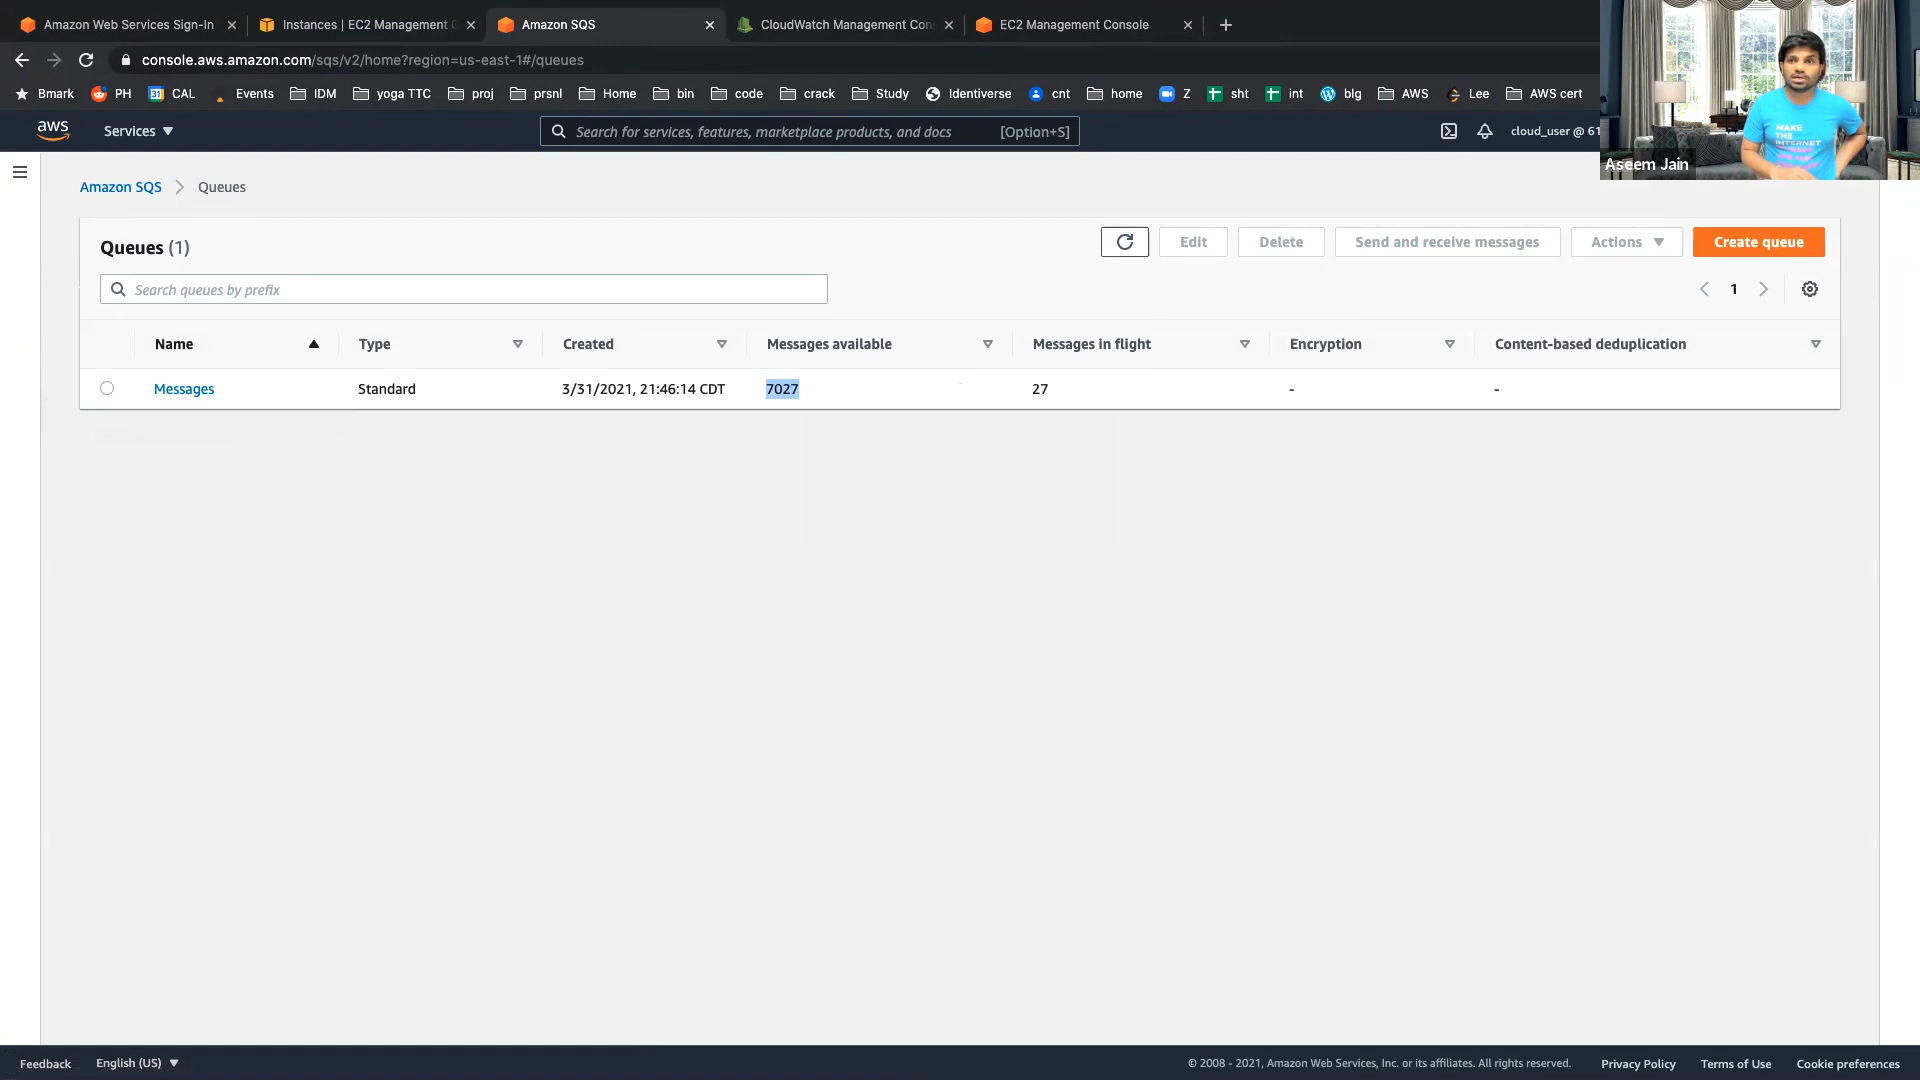 Amazon Web Services Sign-In
Instances | EC2 Management C
Amazon SQS
CloudWatch Management Con
EC2 Management Console
console.aws.amazon.com/sqs/v2/home?region=us-east-1#/queues
Bmark
PH
31
CAL
Events
IDM
yoga TTC
proj
prsnl
Home
bin
code
crack
Study
Identiverse
cnt
home
Z
sht
int
blg
AWS
Lee
AWS cert
aws
Services
Search for services, features, marketplace products, and docs
[Option+S]
cloud_user @ 61
MAKE
THE
INTERNET
Aseem Jain
Amazon SQS
Queues
Queues (1)
Edit
Delete
Send and receive messages
Actions
Create queue
Search queues by prefix
1
Name
Type
Created
Messages available
Messages in flight
Encryption
Content-based deduplication
Messages
Standard
3/31/2021, 21:46:14 CDT
7027
27
-
-
Feedback
English (US)
© 2008 - 2021, Amazon Web Services, Inc. or its affiliates. All rights reserved.
Privacy Policy
Terms of Use
Cookie preferences